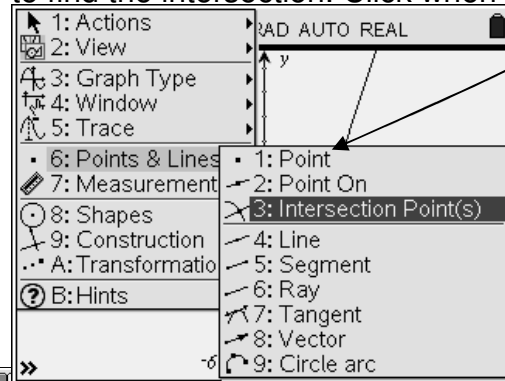 to find the intersection. Click when
1: Actions
2: View
3: Graph Type
4: Window
5: Trace
6: Points & Lines
7: Measurement
8: Shapes
9: Construction
A: Transformatio
B: Hints
RAD AUTO REAL
y
1: Point
2: Point On
3: Intersection Point(s)
4: Line
5: Segment
6: Ray
7: Tangent
8: Vector
9: Circle arc
»
-6